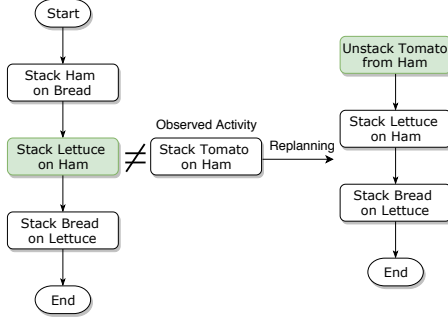 Start
Stack Ham
on Bread
Stack Lettuce
on Ham
Stack Bread
on Lettuce
End
≠
Observed Activity
Stack Tomato
on Ham
Replanning
Unstack Tomato
from Ham
Stack Lettuce
on Ham
Stack Bread
on Lettuce
End